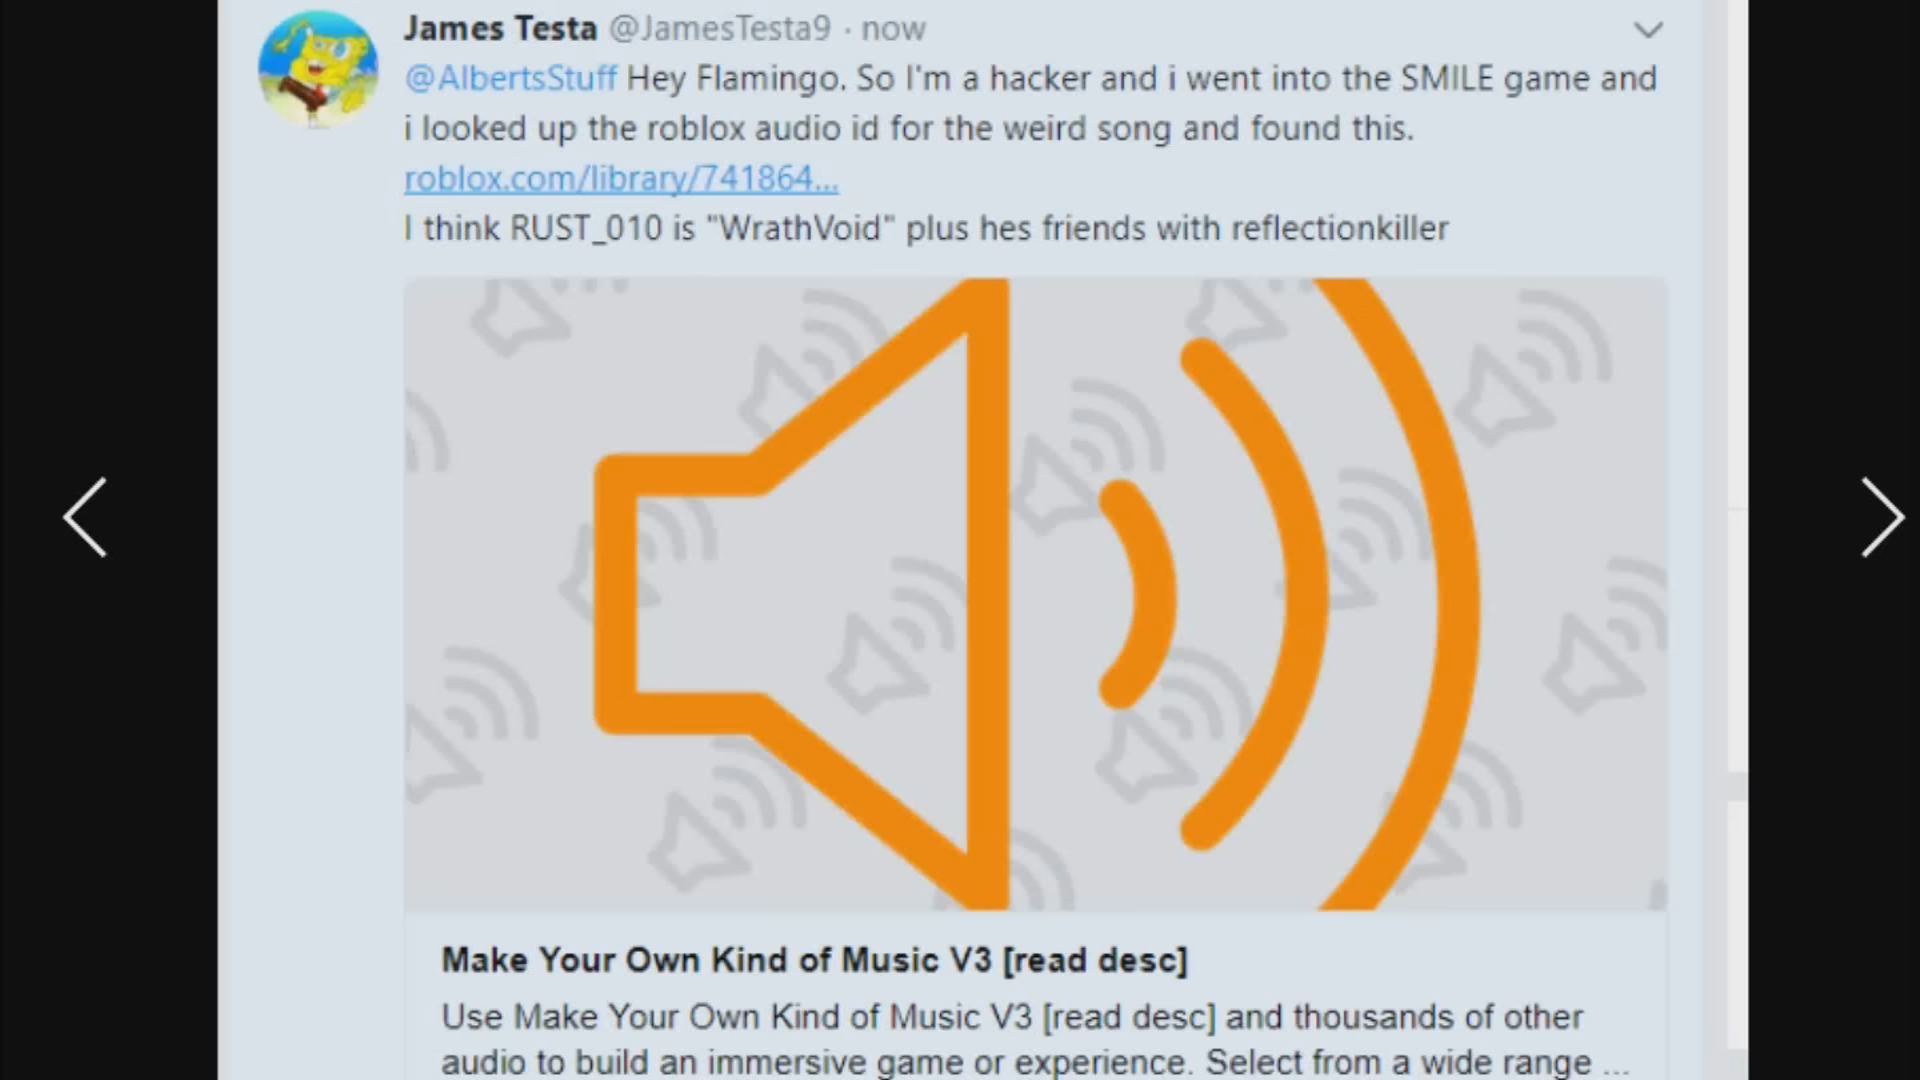 James Testa @JamesTesta9 · now
@AlbertsStuff Hey Flamingo. So I'm a hacker and i went into the SMILE game and
i looked up the roblox audio id for the weird song and found this.
roblox.com/library/741864...
I think RUST_010 is "WrathVoid" plus hes friends with reflectionkiller
Make Your Own Kind of Music V3 [read desc]
Use Make Your Own Kind of Music V3 [read desc] and thousands of other
audio to build an immersive game or experience. Select from a wide range ...